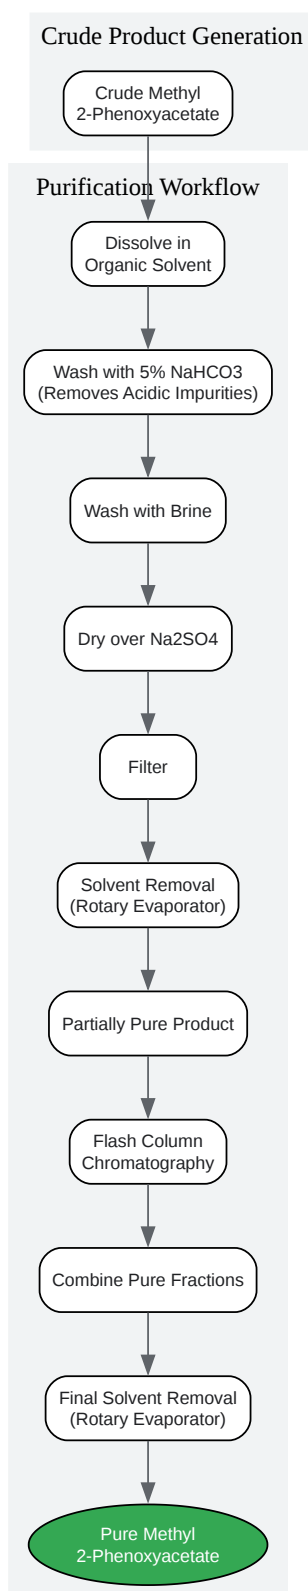 Crude Product Generation
Crude Methyl
2-Phenoxyacetate
Purification Workflow
Dissolve in
Organic Solvent
Wash with 5% NaHCO3
(Removes Acidic Impurities)
Wash with Brine
Dry over Na2SO4
Filter
Solvent Removal
(Rotary Evaporator)
Partially Pure Product
Flash Column
Chromatography
Combine Pure Fractions
Final Solvent Removal
(Rotary Evaporator)
Pure Methyl
2-Phenoxyacetate